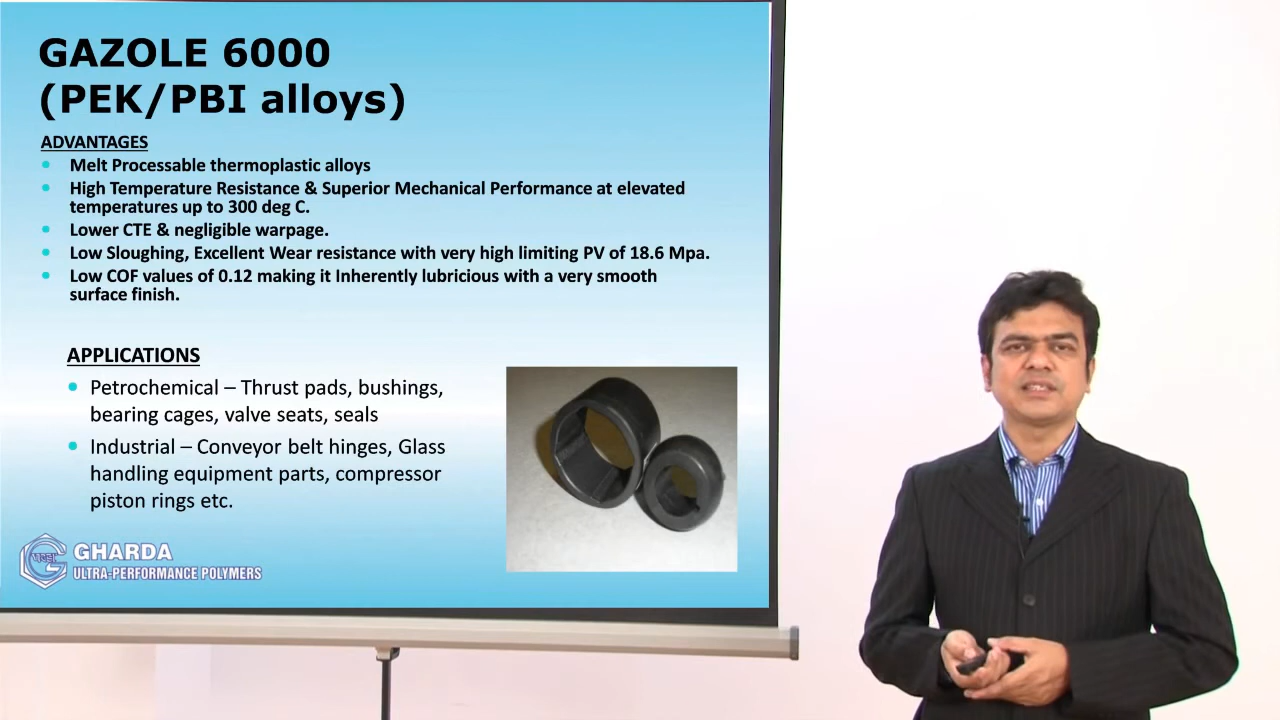 GAZOLE 6000
(PEK/PBI alloys)
ADVANTAGES
• Melt Processable thermoplastic alloys
• High Temperature Resistance & Superior Mechanical Performance at elevated
temperatures up to 300 deg C.
• Lower CTE & negligible warpage.
• Low Sloughing, Excellent Wear resistance with very high limiting PV of 18.6 Mpa.
• Low COF values of 0.12 making it Inherently lubricious with a very smooth
surface finish.
APPLICATIONS
• Petrochemical – Thrust pads, bushings,
bearing cages, valve seats, seals
• Industrial – Conveyor belt hinges, Glass
handling equipment parts, compressor
piston rings etc.
घरडा
GHARDA
ULTRA-PERFORMANCE POLYMERS